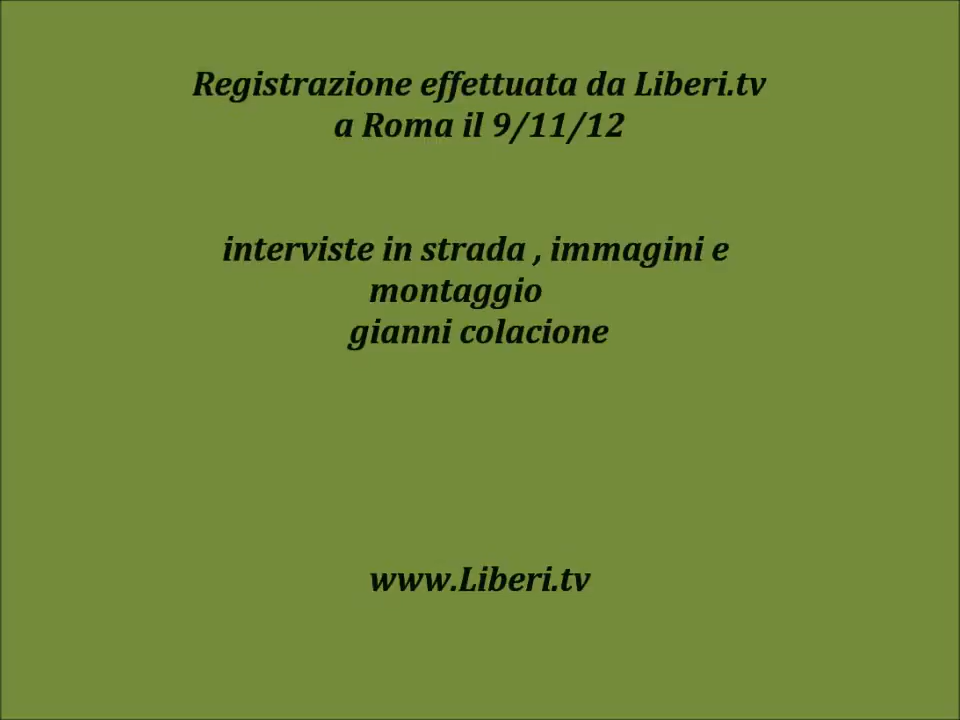 Registrazione effettuata da Liberi.tv
a Roma il 9/11/12
interviste in strada , immagini e
montaggio
gianni colacione
www.Liberi.tv